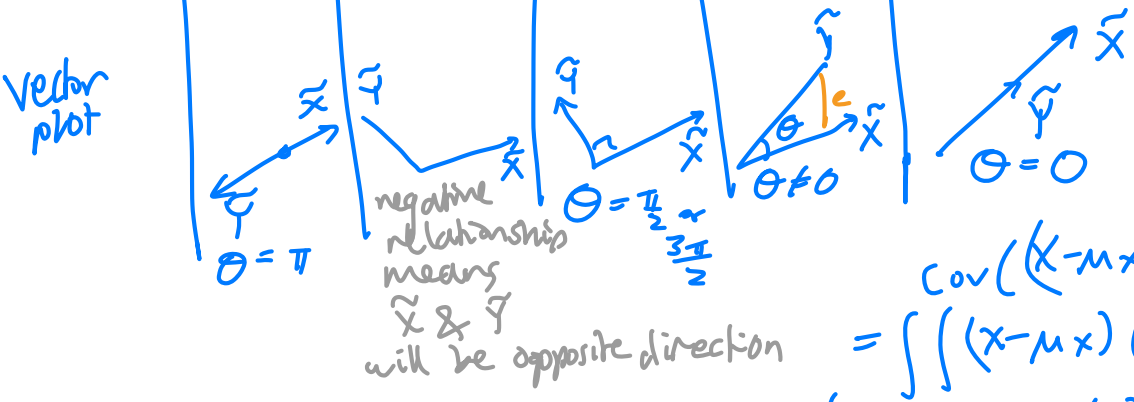 vector
plot
X̃
Ỹ
θ = π
Ỹ
X̃
negative
relationship
means
X̃ & Ỹ
will be opposite direction
Ỹ
X̃
θ = π/2 or
3π/2
Ỹ
e
θ
X̃
θ ≠ 0
X̃
Ỹ
θ = 0
Cov((X-μx
= ∫∫ (x-μx) (